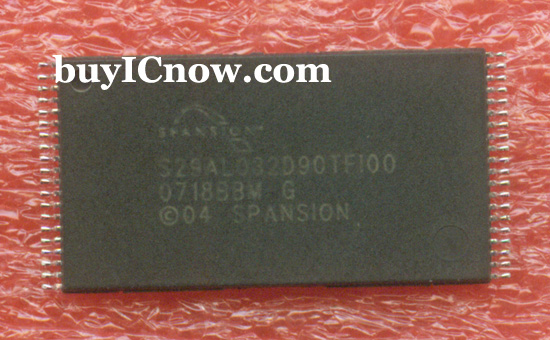 buyICnow.com
SPANSION
S29AL032D90TFI00
0718BBM G
©04 SPANSION